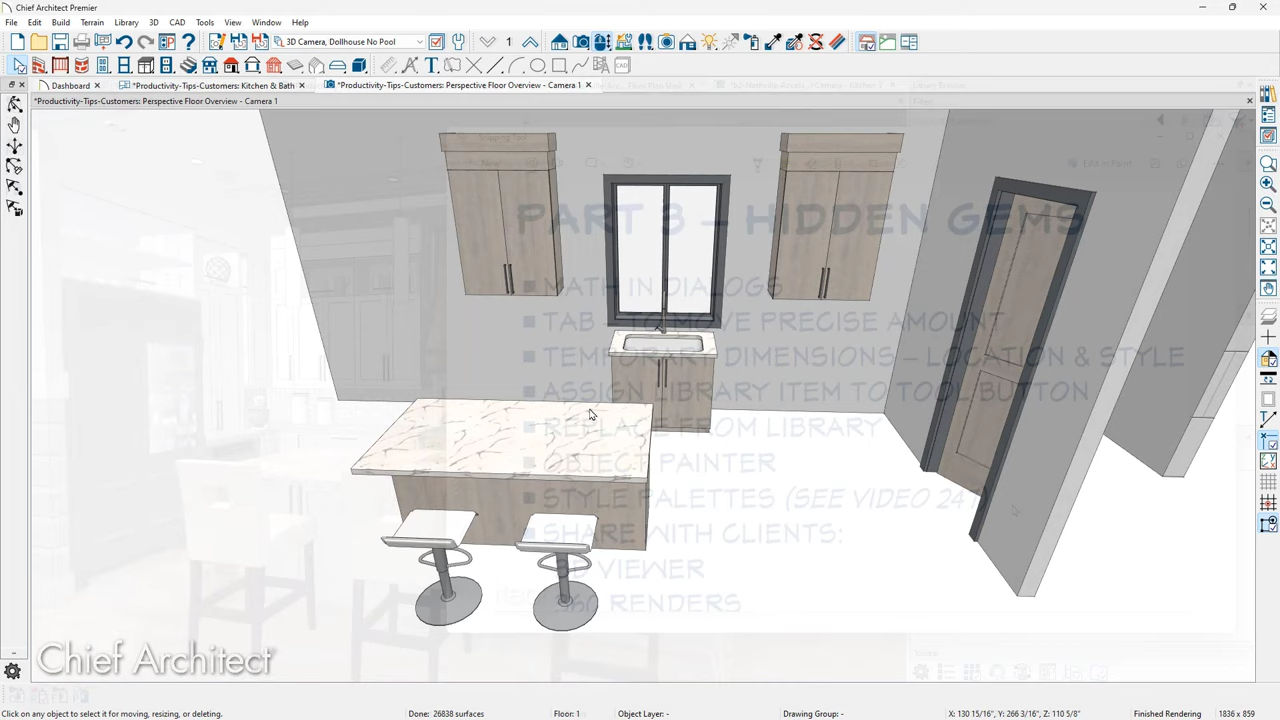 Chief Architect Premier
File Edit Build Terrain Library 3D CAD Tools View Window Help
3D Camera, Dollhouse No Pool
1
Dashboard
*Productivity-Tips-Customers: Kitchen & Bath
*Productivity-Tips-Customers: Perspective Floor Overview - Camera 1
*Productivity-Tips-Customers: Perspective Floor Overview - Camera 1
Edit in Paint
PART 3 – HIDDEN GEMS
MATH IN DIALOGS
TAB – TO MOVE PRECISE AMOUNT
TEMPORARY DIMENSIONS – LOCATION & STYLE
ASSIGN LIBRARY ITEM TO TOOL BUTTON
REPLACE FROM LIBRARY
OBJECT PAINTER
STYLE PALETTES (SEE VIDEO 24
SHARE WITH CLIENTS:
VIEWER
360 RENDERS
Chief Architect
CAD
Click on any object to select it for moving, resizing, or deleting.
Done: 26838 surfaces
Floor: 1
Object Layer: -
Drawing Group: -
X: 130 15/16", Y: 266 3/16", Z: 110 5/8"
Finished Rendering
1836 x 859